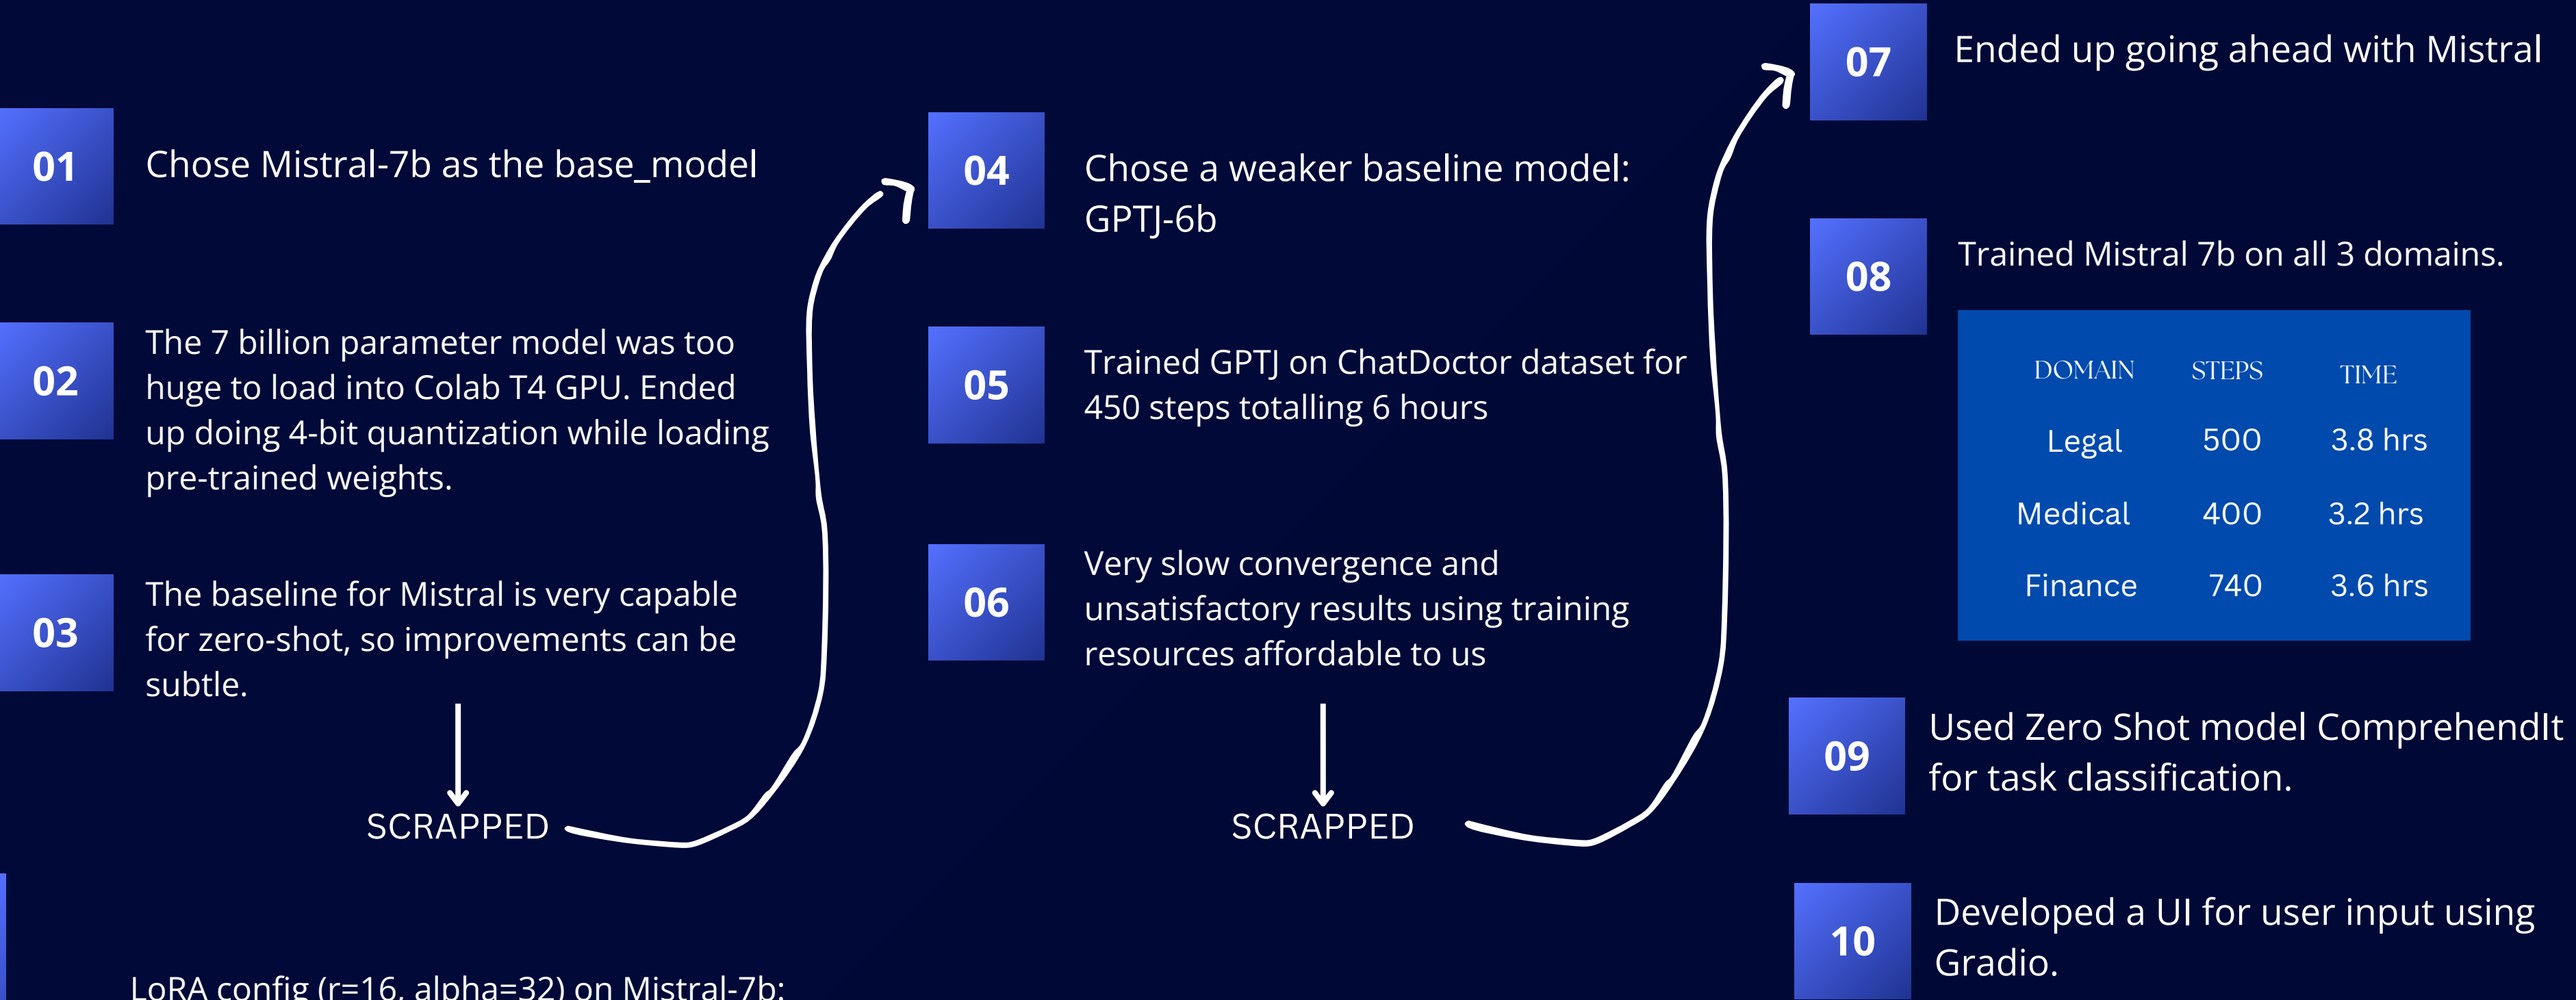 01
Chose Mistral-7b as the base_model
02
The 7 billion parameter model was too
huge to load into Colab T4 GPU. Ended
up doing 4-bit quantization while loading
pre-trained weights.
03
The baseline for Mistral is very capable
for zero-shot, so improvements can be
subtle.
SCRAPPED
LoRA config (r=16, alpha=32) on Mistral-7b:
04
Chose a weaker baseline model:
GPTJ-6b
05
Trained GPTJ on ChatDoctor dataset for
450 steps totalling 6 hours
06
Very slow convergence and
unsatisfactory results using training
resources affordable to us
SCRAPPED
07
Ended up going ahead with Mistral
08
Trained Mistral 7b on all 3 domains.
DOMAIN STEPS TIME
Legal 500 3.8 hrs
Medical 400 3.2 hrs
Finance 740 3.6 hrs
09
Used Zero Shot model ComprehendIt
for task classification.
10
Developed a UI for user input using
Gradio.